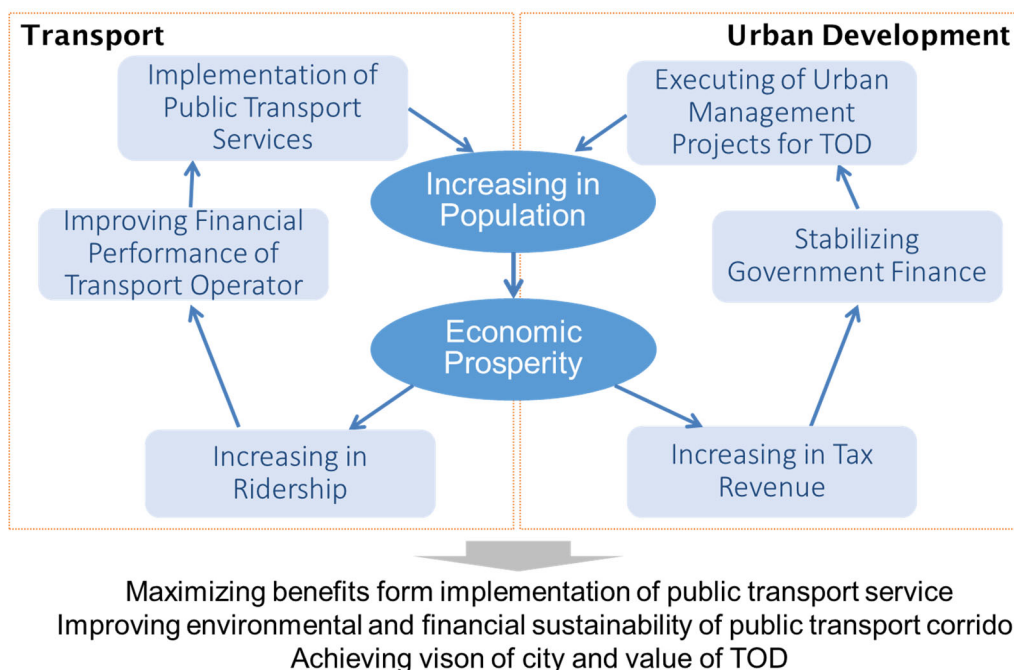 Transport
Urban Development
Implementation of
Public Transport
Services
Executing of Urban
Management
Projects for TOD
Increasing in
Population
Improving Financial
Performance of
Transport Operator
Stabilizing
Government Finance
Economic
Prosperity
Increasing in
Ridership
Increasing in Tax
Revenue
Maximizing benefits form implementation of public transport service
Improving environmental and financial sustainability of public transport corrido
Achieving vison of city and value of TOD